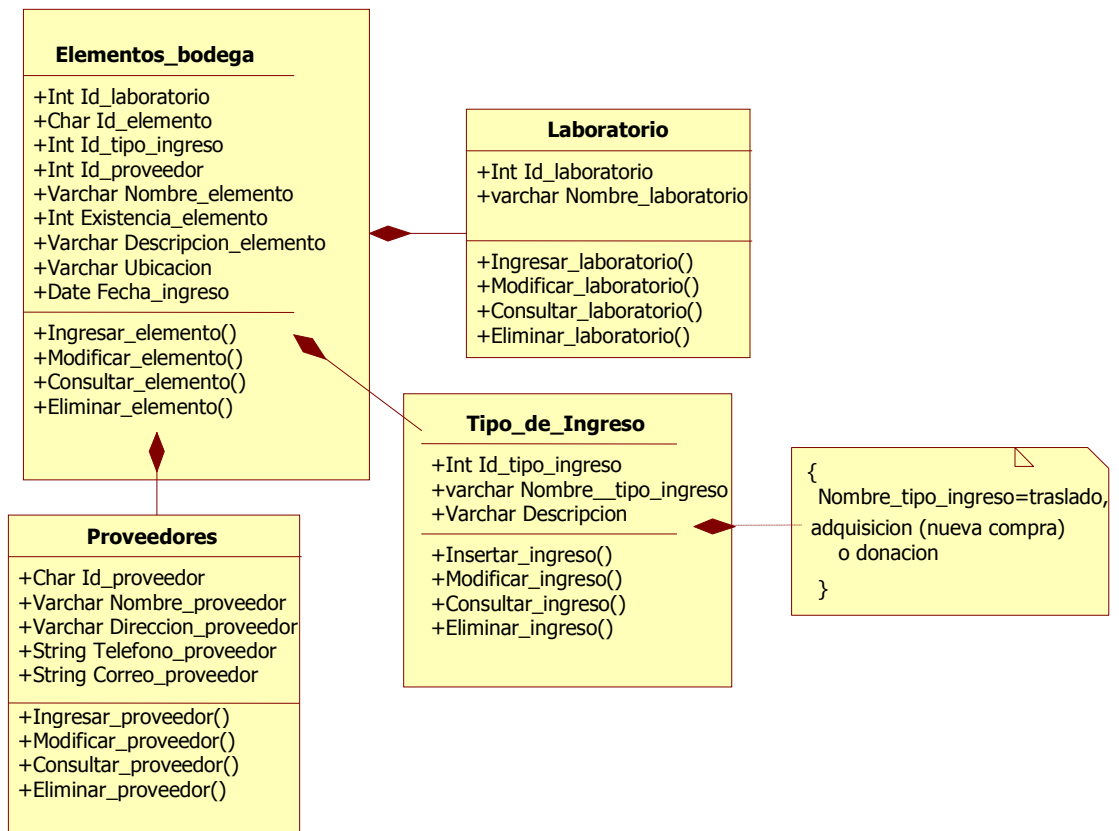 Elementos_bodega
+Int Id_laboratorio
+Char Id_elemento
+Int Id_tipo_ingreso
+Int Id_proveedor
+Varchar Nombre_elemento
+Int Existencia_elemento
+Varchar Descripcion_elemento
+Varchar Ubicacion
+Date Fecha_ingreso
+Ingresar_elemento()
+Modificar_elemento()
+Consultar_elemento()
+Eliminar_elemento()
Laboratorio
+Int Id_laboratorio
+varchar Nombre_laboratorio
+Ingresar_laboratorio()
+Modificar_laboratorio()
+Consultar_laboratorio()
+Eliminar_laboratorio()
Tipo_de_Ingreso
+Int Id_tipo_ingreso
+varchar Nombre__tipo_ingreso
+Varchar Descripcion
+Insertar_ingreso()
+Modificar_ingreso()
+Consultar_ingreso()
+Eliminar_ingreso()
{
Nombre_tipo_ingreso=traslado,
adquisicion (nueva compra)
o donacion
}
Proveedores
+Char Id_proveedor
+Varchar Nombre_proveedor
+Varchar Direccion_proveedor
+String Telefono_proveedor
+String Correo_proveedor
+Ingresar_proveedor()
+Modificar_proveedor()
+Consultar_proveedor()
+Eliminar_proveedor()